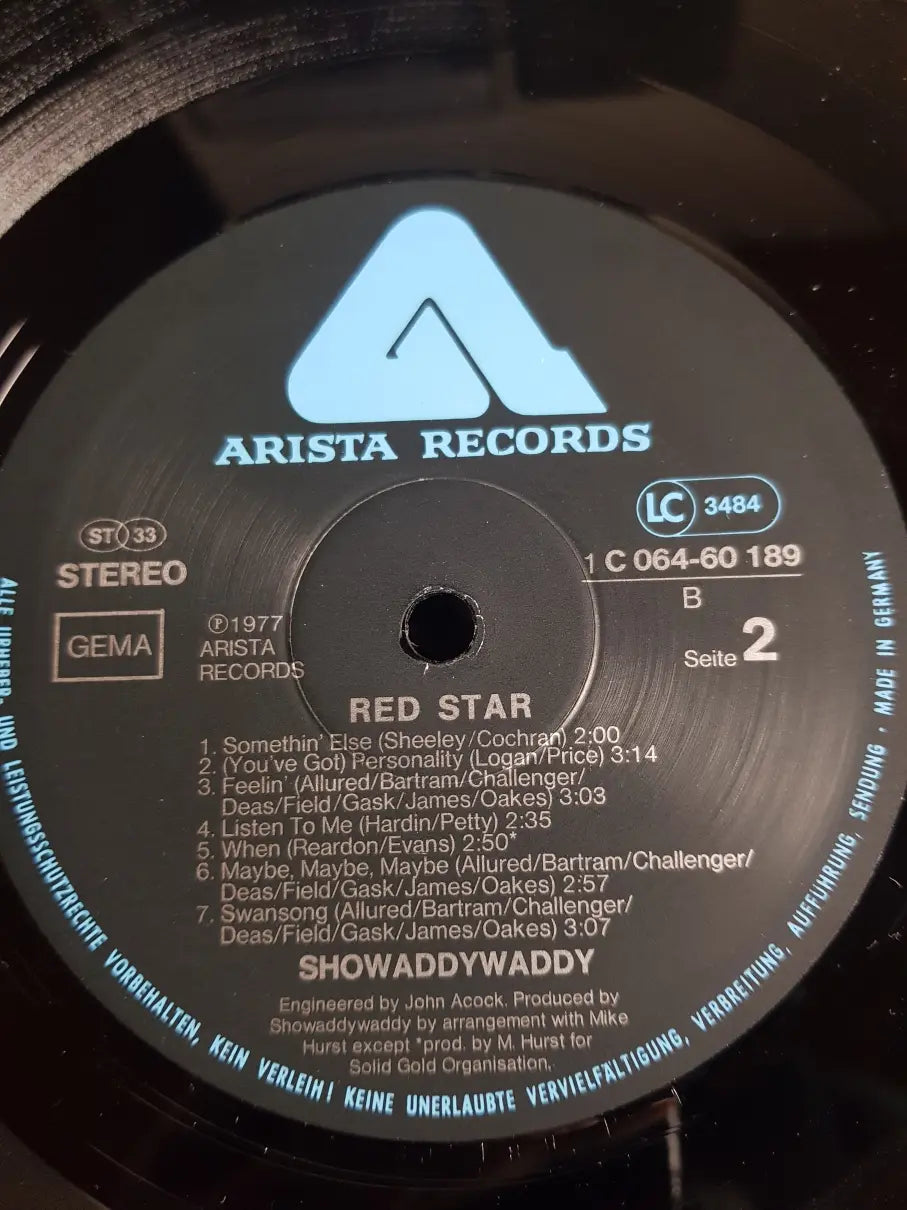 ARISTA RECORDS
LC 3484
ST 33
STEREO
1 C 064-60 189
B
GEMA
℗1977
ARISTA
RECORDS
Seite 2
RED STAR
1. Somethin' Else (Sheeley/Cochran) 2:00
2. (You've Got) Personality (Logan/Price) 3:14
3. Feelin' (Allured/Bartram/Challenger/
Deas/Field/Gask/James/Oakes) 3:03
4. Listen To Me (Hardin/Petty) 2:35
5. When (Reardon/Evans) 2:50*
6. Maybe, Maybe, Maybe (Allured/Bartram/Challenger/
Deas/Field/Gask/James/Oakes) 2:57
7. Swansong (Allured/Bartram/Challenger/
Deas/Field/Gask/James/Oakes) 3:07
SHOWADDYWADDY
Engineered by John Acock. Produced by
Showaddywaddy by arrangement with Mike
Hurst except *prod. by M. Hurst for
Solid Gold Organisation.
ALLE URHEBER- UND LEISTUNGSSCHUTZRECHTE VORBEHALTEN, KEIN VERLEIH! KEINE UNERLAUBTE VERVIELFÄLTIGUNG, VERBREITUNG, AUFFÜHRUNG, SENDUNG · MADE IN GERMANY